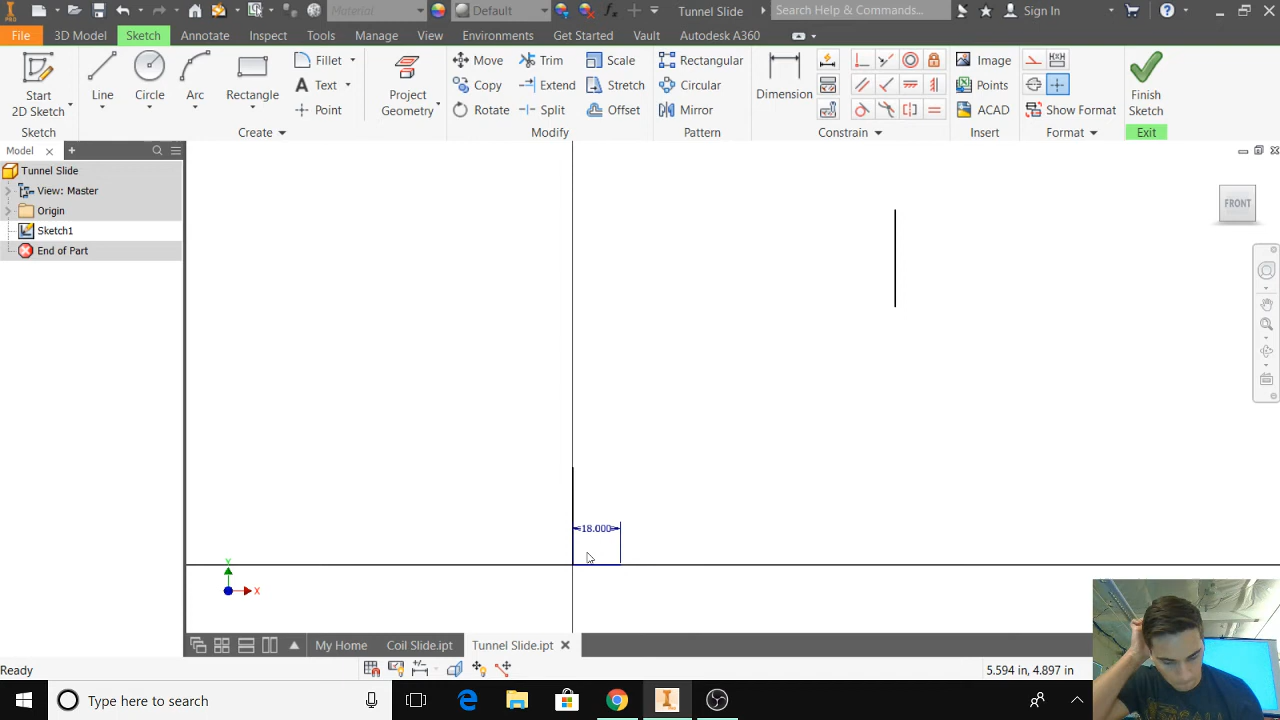 Material
Default
Tunnel Slide
Search Help & Commands...
Sign In
File
3D Model
Sketch
Annotate
Inspect
Tools
Manage
View
Environments
Get Started
Vault
Autodesk A360
Start
2D Sketch
Line
Circle
Arc
Rectangle
Fillet
Text
Point
Project
Geometry
Move
Copy
Rotate
Trim
Extend
Split
Scale
Stretch
Offset
Rectangular
Circular
Mirror
Dimension
Image
Points
ACAD
Show Format
Finish
Sketch
Sketch
Create
Modify
Pattern
Constrain
Insert
Format
Exit
Model
Tunnel Slide
View: Master
Origin
Sketch1
End of Part
FRONT
18.000
Y
X
My Home
Coil Slide.ipt
Tunnel Slide.ipt
Ready
5.594 in, 4.897 in
Type here to search